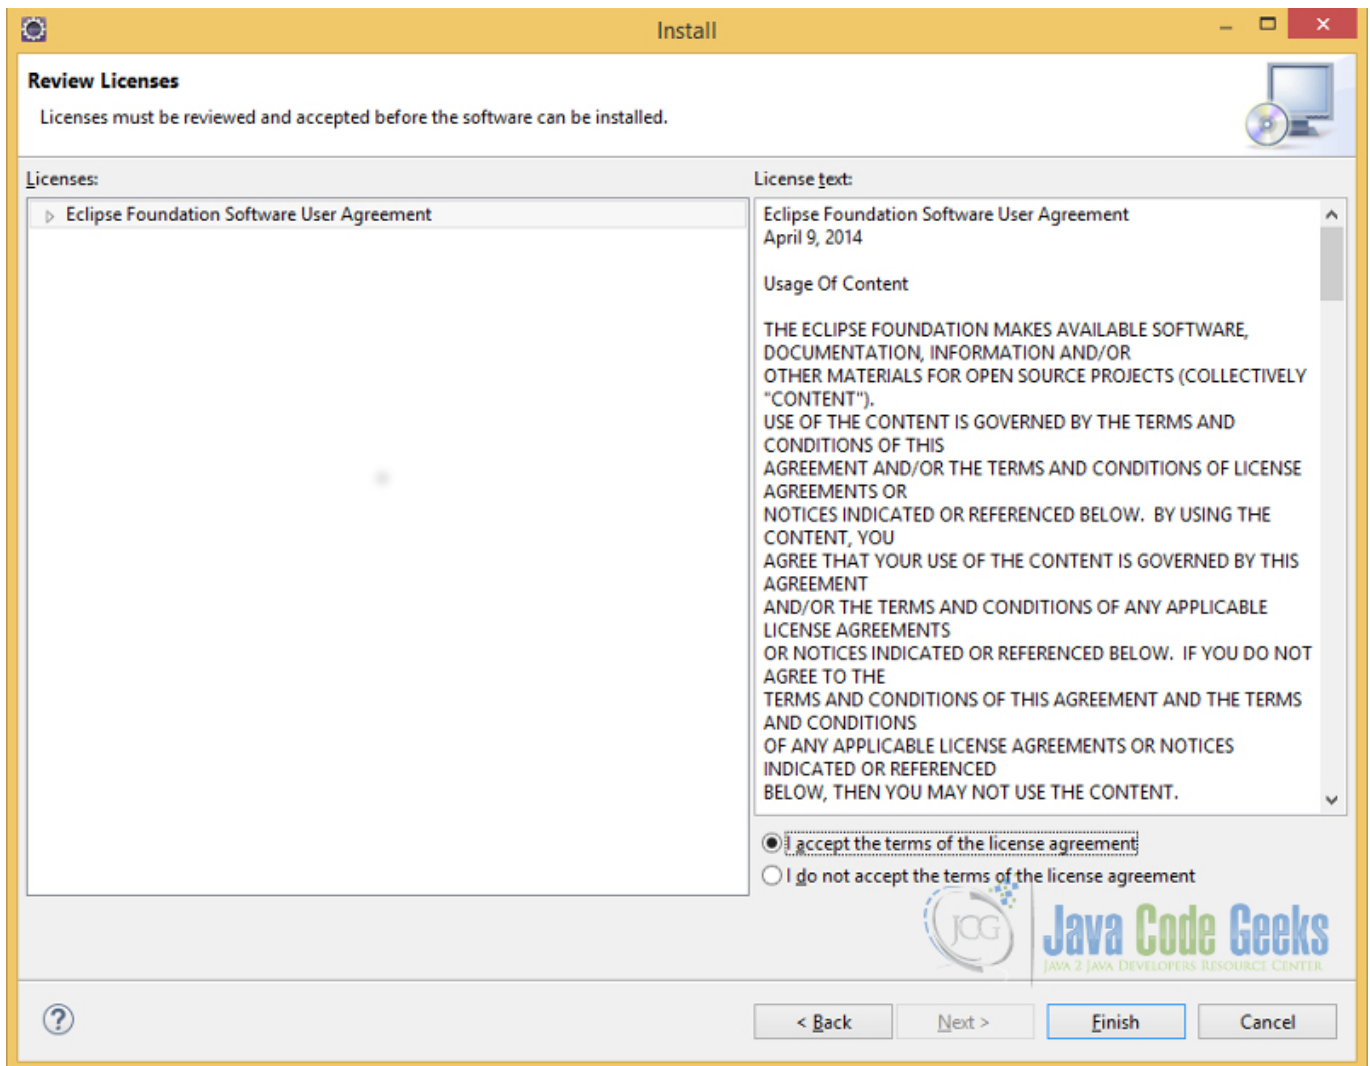 Install
Review Licenses
Licenses must be reviewed and accepted before the software can be installed.
Licenses:
Eclipse Foundation Software User Agreement
License text:
Eclipse Foundation Software User Agreement
April 9, 2014
Usage Of Content
THE ECLIPSE FOUNDATION MAKES AVAILABLE SOFTWARE,
DOCUMENTATION, INFORMATION AND/OR
OTHER MATERIALS FOR OPEN SOURCE PROJECTS (COLLECTIVELY
"CONTENT").
USE OF THE CONTENT IS GOVERNED BY THE TERMS AND
CONDITIONS OF THIS
AGREEMENT AND/OR THE TERMS AND CONDITIONS OF LICENSE
AGREEMENTS OR
NOTICES INDICATED OR REFERENCED BELOW.  BY USING THE
CONTENT, YOU
AGREE THAT YOUR USE OF THE CONTENT IS GOVERNED BY THIS
AGREEMENT
AND/OR THE TERMS AND CONDITIONS OF ANY APPLICABLE
LICENSE AGREEMENTS
OR NOTICES INDICATED OR REFERENCED BELOW.  IF YOU DO NOT
AGREE TO THE
TERMS AND CONDITIONS OF THIS AGREEMENT AND THE TERMS
AND CONDITIONS
OF ANY APPLICABLE LICENSE AGREEMENTS OR NOTICES
INDICATED OR REFERENCED
BELOW, THEN YOU MAY NOT USE THE CONTENT.
I accept the terms of the license agreement
I do not accept the terms of the license agreement
JCG
Java Code Geeks
JAVA 2 JAVA DEVELOPERS RESOURCE CENTER
?
< Back
Next >
Finish
Cancel